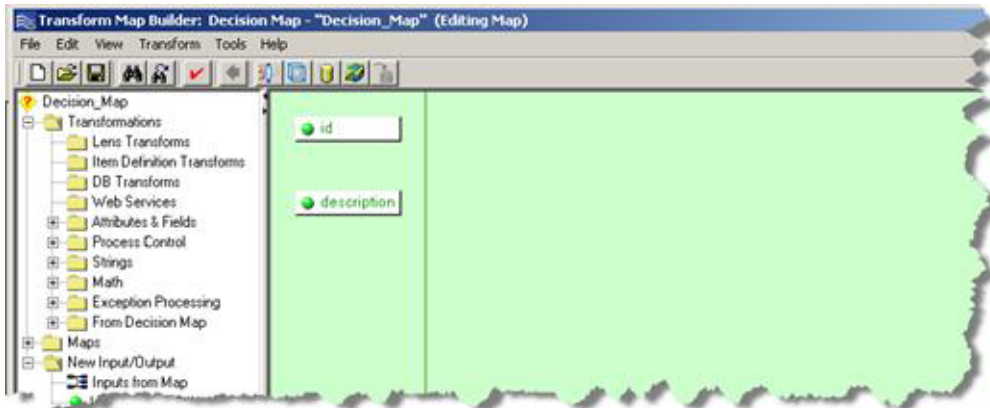 Transform Map Builder: Decision Map - "Decision_Map" (Editing Map)
File Edit View Transform Tools Help
Decision_Map
Transformations
Lens Transforms
Item Definition Transforms
DB Transforms
Web Services
Attributes & Fields
Process Control
Strings
Math
Exception Processing
From Decision Map
Maps
New Input/Output
Inputs from Map
id
description